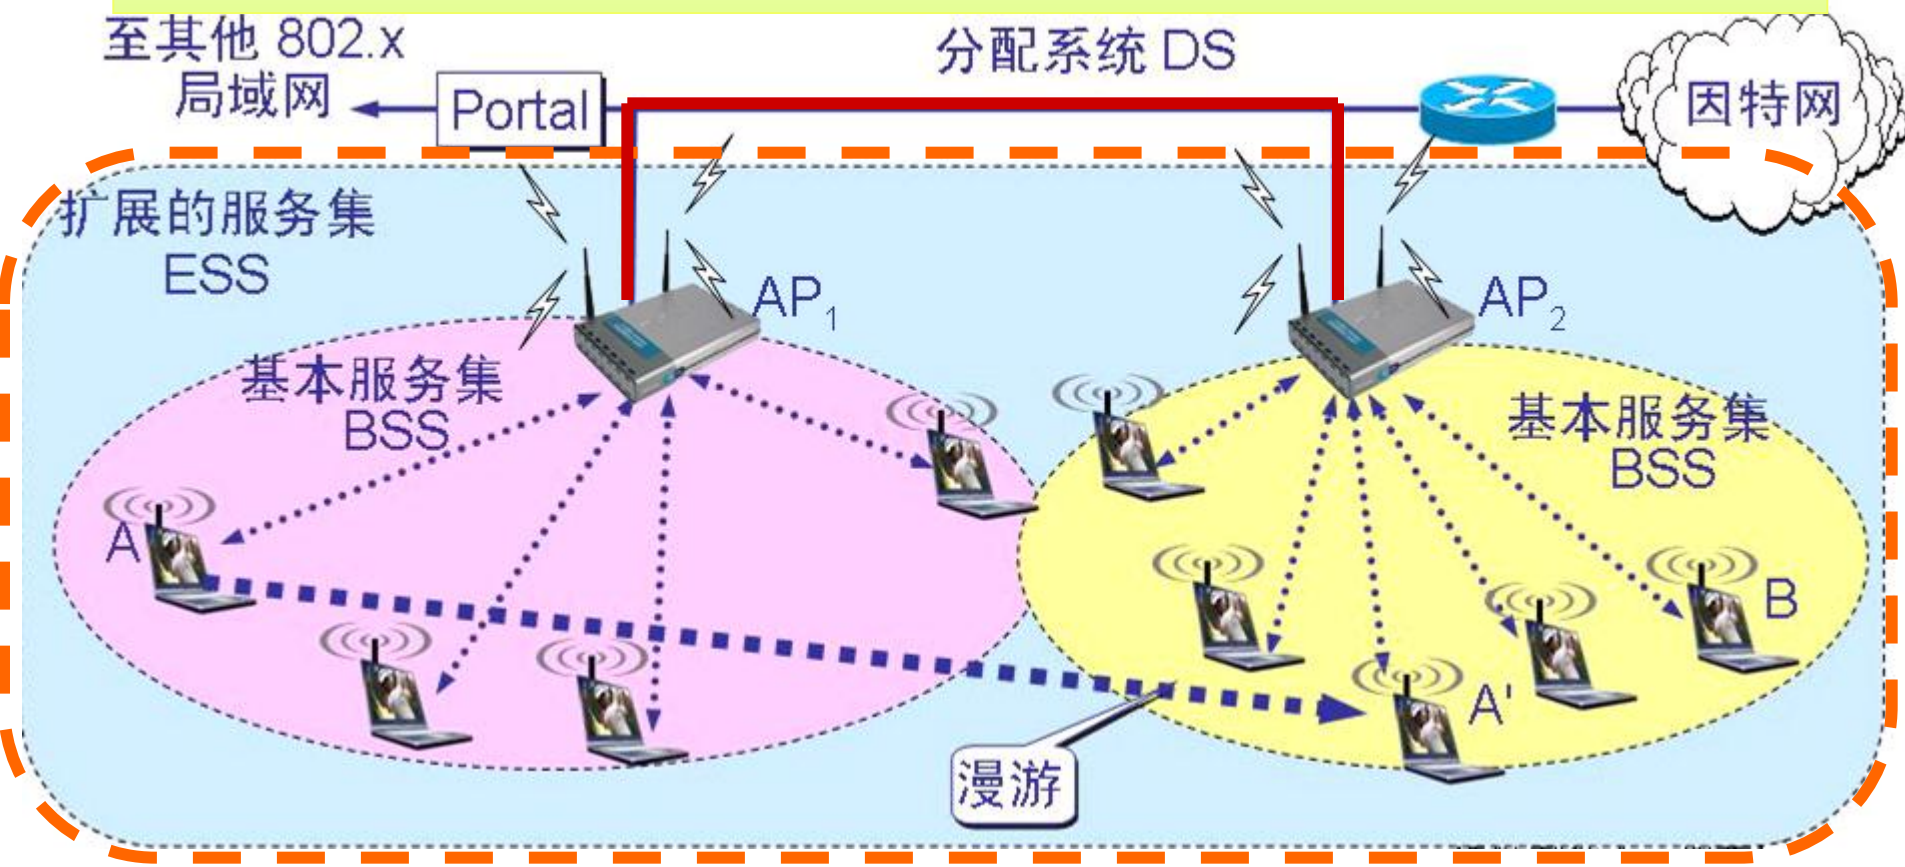 至其他 802.x
局域网
Portal
分配系统 DS
因特网
扩展的服务集
ESS
AP1
AP2
基本服务集
BSS
基本服务集
BSS
A
B
A'
漫游